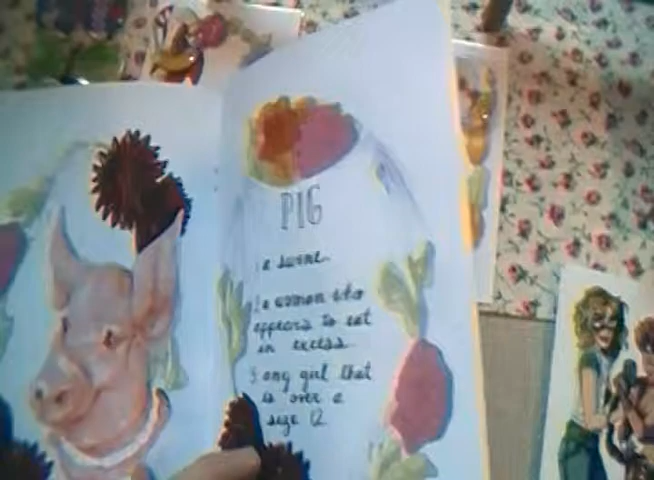 PIG
1 a swine.
2 a woman who
appears to eat
in excess
3 any girl that
is over a
size 12.